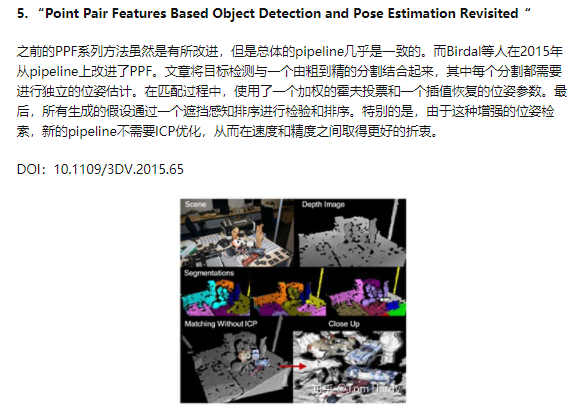 5. “Point Pair Features Based Object Detection and Pose Estimation Revisited “
之前的PPF系列方法虽然是有所改进，但是总体的pipeline几乎是一致的。而Birdal等人在2015年
从pipeline上改进了PPF。文章将目标检测与一个由粗到精的分割结合起来，其中每个分割都需要
进行独立的位姿估计。在匹配过程中，使用了一个加权的霍夫投票和一个插值恢复的位姿参数。最
后，所有生成的假设通过一个遮挡感知排序进行检验和排序。特别的是，由于这种增强的位姿检
索，新的pipeline不需要ICP优化，从而在速度和精度之间取得更好的折衷。
DOI：10.1109/3DV.2015.65
Scene
Depth Image
Segmentations
Matching Without ICP
Close Up
知乎 @Tom Hardy